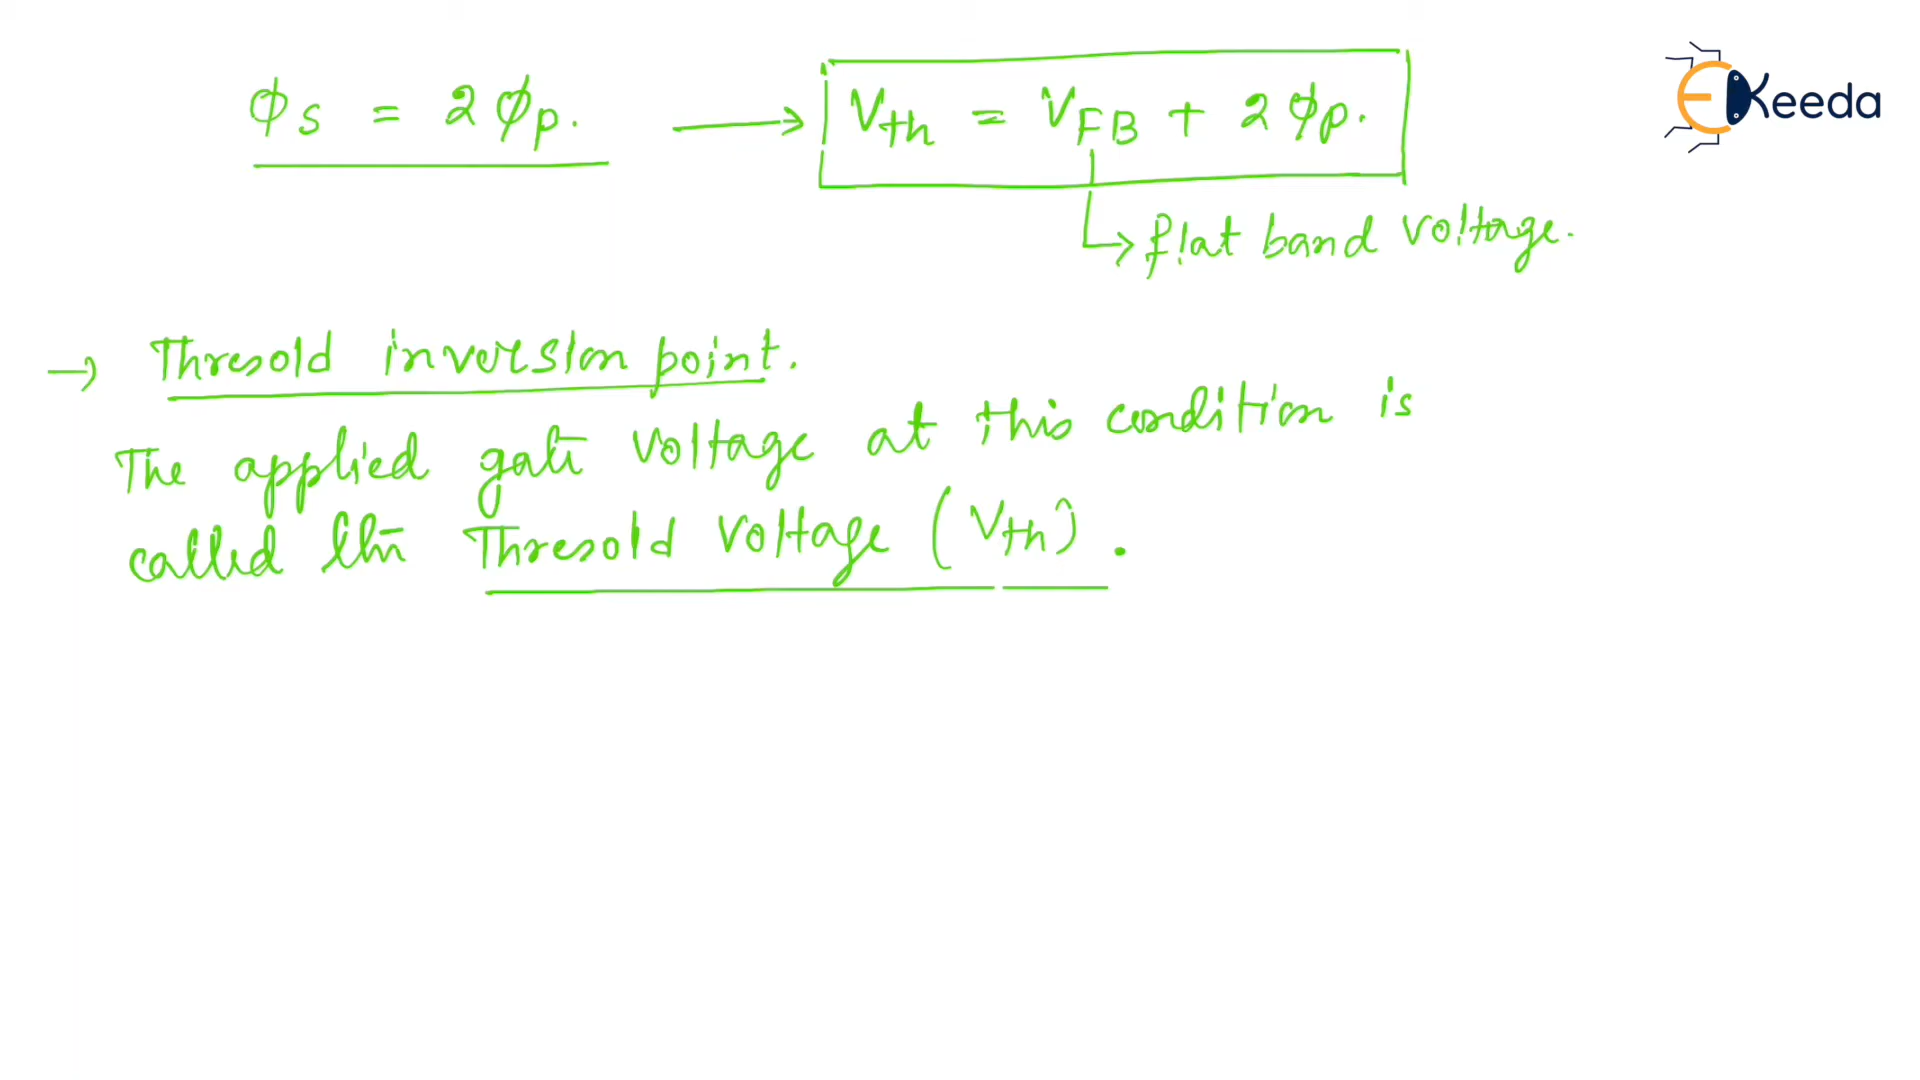 ϕs = 2ϕp. → Vth = VFB + 2ϕp.
EKeeda
↳ flat band voltage.
→ Thresold inversion point.
The applied gate voltage at this condition is
called the Thresold Voltage (Vth).